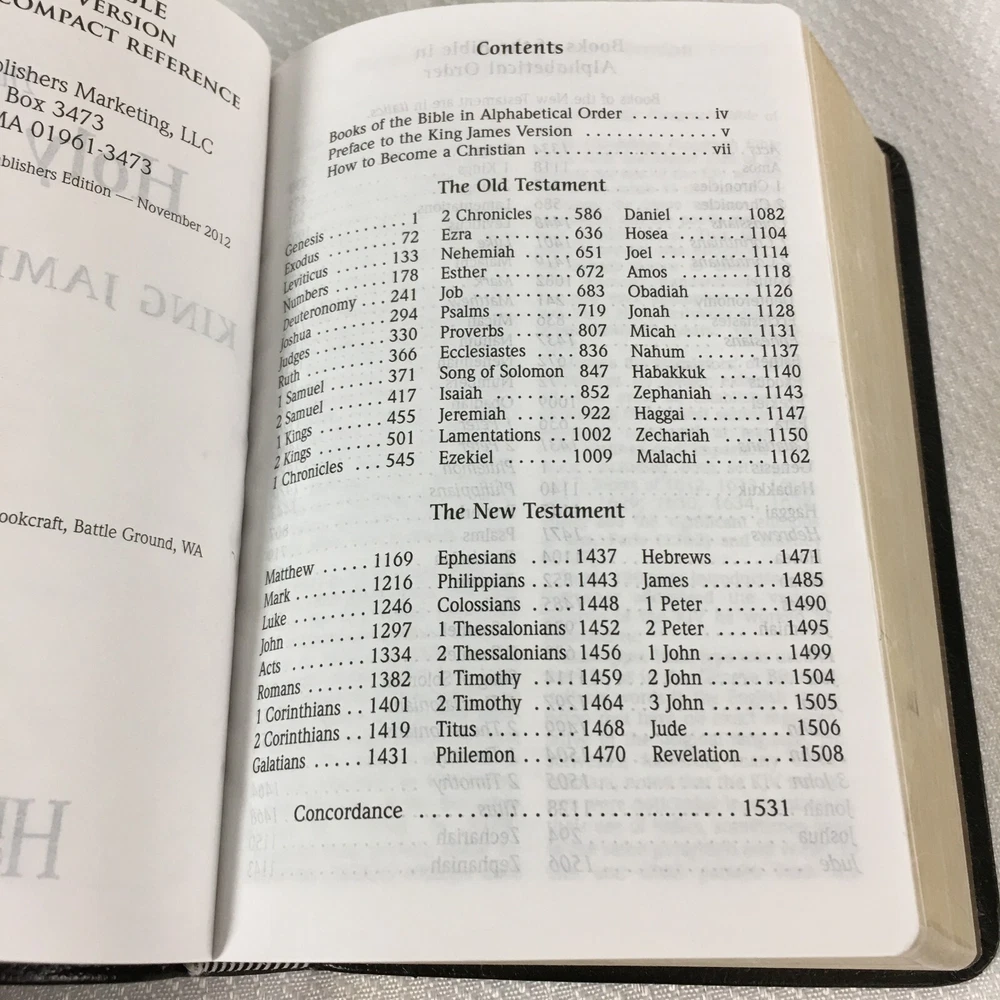 BLE
VERSION
COMPACT REFERENCE
blishers Marketing, LLC
Box 3473
MA 01961-3473
ublishers Edition — November 2012
ookcraft, Battle Ground, WA
Contents
Books of the Bible in Alphabetical Order ........ iv
Preface to the King James Version ............ v
How to Become a Christian ................. vii
The Old Testament
Genesis ......... 1
Exodus ......... 72
Leviticus ....... 133
Numbers ....... 178
Deuteronomy ... 241
Joshua ........ 294
Judges ........ 330
Ruth .......... 366
1 Samuel ...... 371
2 Samuel ...... 417
1 Kings ....... 455
2 Kings ....... 501
1 Chronicles ... 545
2 Chronicles ... 586
Ezra ......... 636
Nehemiah ..... 651
Esther ........ 672
Job .......... 683
Psalms ........ 719
Proverbs ...... 807
Ecclesiastes .... 836
Song of Solomon 847
Isaiah ......... 852
Jeremiah ...... 922
Lamentations .. 1002
Ezekiel ....... 1009
Daniel ....... 1082
Hosea ....... 1104
Joel ......... 1114
Amos ....... 1118
Obadiah ..... 1126
Jonah ....... 1128
Micah ....... 1131
Nahum ...... 1137
Habakkuk .... 1140
Zephaniah .... 1143
Haggai ...... 1147
Zechariah .... 1150
Malachi ...... 1162
The New Testament
Matthew ...... 1169
Mark ........ 1216
Luke ......... 1246
John ......... 1297
Acts ......... 1334
Romans ....... 1382
1 Corinthians .. 1401
2 Corinthians .. 1419
Galatians ..... 1431
Ephesians .... 1437
Philippians .... 1443
Colossians .... 1448
1 Thessalonians 1452
2 Thessalonians 1456
1 Timothy .... 1459
2 Timothy .... 1464
Titus ........ 1468
Philemon ..... 1470
Hebrews ..... 1471
James ....... 1485
1 Peter ...... 1490
2 Peter ...... 1495
1 John ....... 1499
2 John ....... 1504
3 John ....... 1505
Jude ........ 1506
Revelation .... 1508
Concordance ........................ 1531